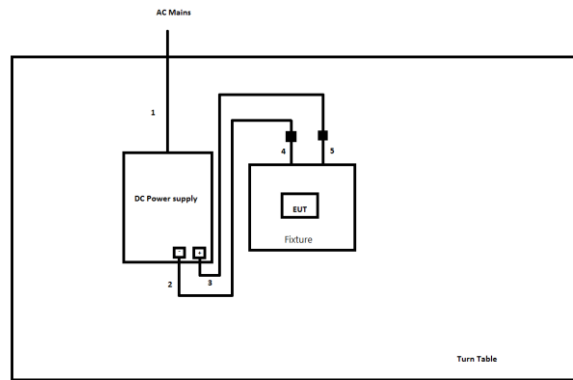 AC Mains
1
4
5
DC Power supply
EUT
Fixture
-
+
2
3
Turn Table